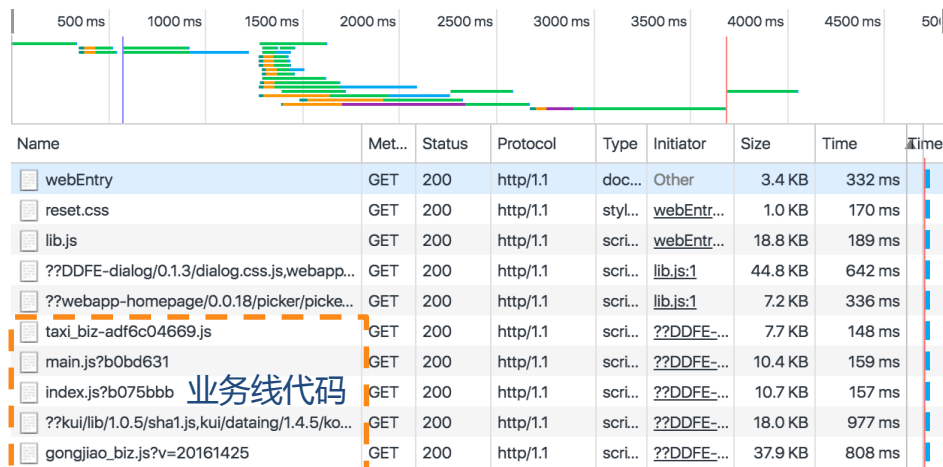 500 ms 1000 ms 1500 ms 2000 ms 2500 ms 3000 ms 3500 ms 4000 ms 4500 ms 50
Name Met... Status Protocol Type Initiator Size Time Time
webEntry GET 200 http/1.1 doc... Other 3.4 KB 332 ms
reset.css GET 200 http/1.1 styl... webEntr... 1.0 KB 170 ms
lib.js GET 200 http/1.1 scri... webEntr... 18.8 KB 189 ms
??DDFE-dialog/0.1.3/dialog.css.js,webapp... GET 200 http/1.1 scri... lib.js:1 44.8 KB 642 ms
??webapp-homepage/0.0.18/picker/picke... GET 200 http/1.1 scri... lib.js:1 7.2 KB 336 ms
taxi_biz-adf6c04669.js GET 200 http/1.1 scri... ??DDFE-... 7.7 KB 148 ms
main.js?b0bd631 GET 200 http/1.1 scri... ??DDFE-... 10.4 KB 159 ms
index.js?b075bbb 业务线代码 GET 200 http/1.1 scri... ??DDFE-... 10.7 KB 157 ms
??kui/lib/1.0.5/sha1.js,kui/dataing/1.4.5/ko... GET 200 http/1.1 scri... ??DDFE-... 18.0 KB 977 ms
gongjiao_biz.js?v=20161425 GET 200 http/1.1 scri... ??DDFE-... 37.9 KB 808 ms